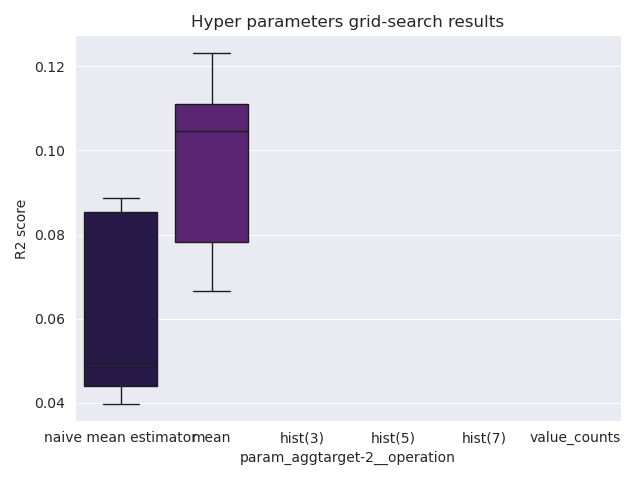 Hyper parameters grid-search results
0.12
0.10
0.08
0.06
0.04
R2 score
naive mean estimator mean hist(3) hist(5) hist(7) value_counts
param_aggtarget-2__operation